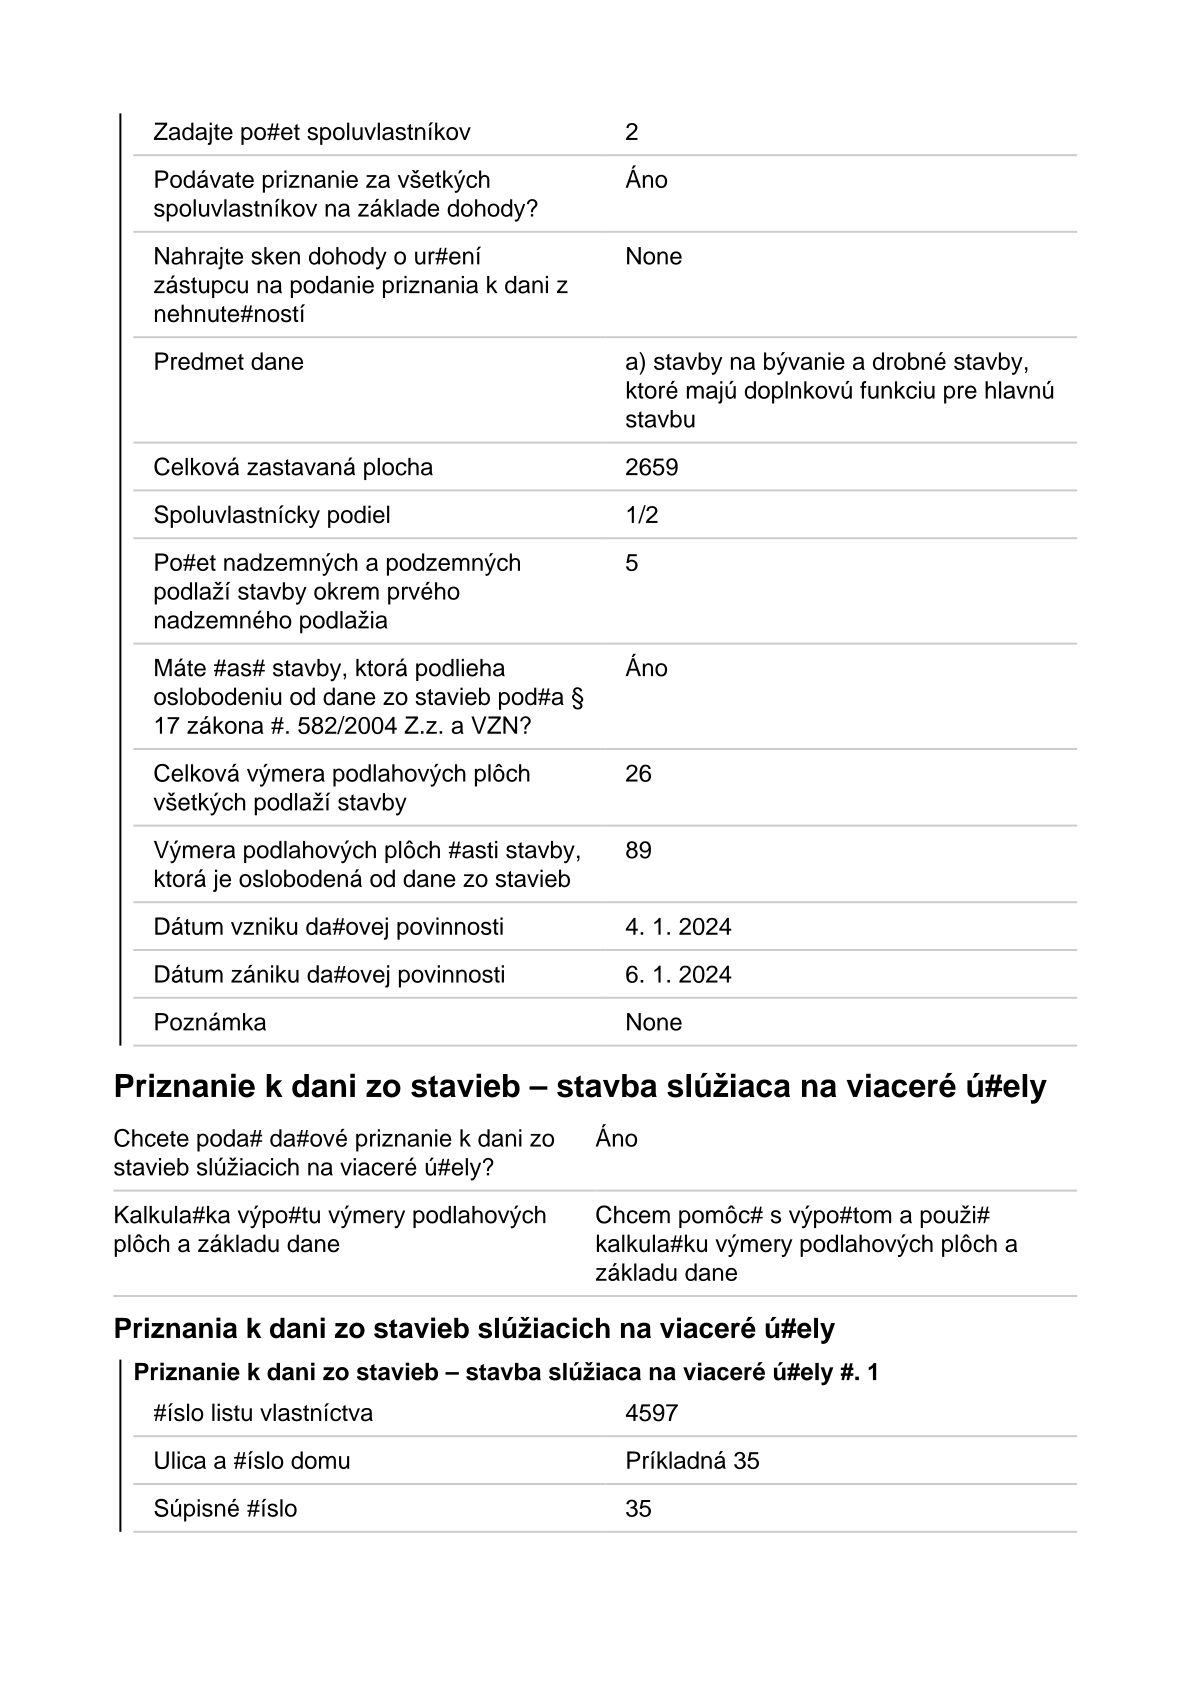 Zadajte po#et spoluvlastníkov 2
Podávate priznanie za všetkých Áno
spoluvlastníkov na základe dohody?
Nahrajte sken dohody o ur#ení None
zástupcu na podanie priznania k dani z
nehnute#ností
Predmet dane a) stavby na bývanie a drobné stavby,
ktoré majú doplnkovú funkciu pre hlavnú
stavbu
Celková zastavaná plocha 2659
Spoluvlastnícky podiel 1/2
Po#et nadzemných a podzemných 5
podlaží stavby okrem prvého
nadzemného podlažia
Máte #as# stavby, ktorá podlieha Áno
oslobodeniu od dane zo stavieb pod#a §
17 zákona #. 582/2004 Z.z. a VZN?
Celková výmera podlahových plôch 26
všetkých podlaží stavby
Výmera podlahových plôch #asti stavby, 89
ktorá je oslobodená od dane zo stavieb
Dátum vzniku da#ovej povinnosti 4. 1. 2024
Dátum zániku da#ovej povinnosti 6. 1. 2024
Poznámka None
Priznanie k dani zo stavieb – stavba slúžiaca na viaceré ú#ely
Chcete poda# da#ové priznanie k dani zo Áno
stavieb slúžiacich na viaceré ú#ely?
Kalkula#ka výpo#tu výmery podlahových Chcem pomôc# s výpo#tom a použi#
plôch a základu dane kalkula#ku výmery podlahových plôch a
základu dane
Priznania k dani zo stavieb slúžiacich na viaceré ú#ely
Priznanie k dani zo stavieb – stavba slúžiaca na viaceré ú#ely #. 1
#íslo listu vlastníctva 4597
Ulica a #íslo domu Príkladná 35
Súpisné #íslo 35